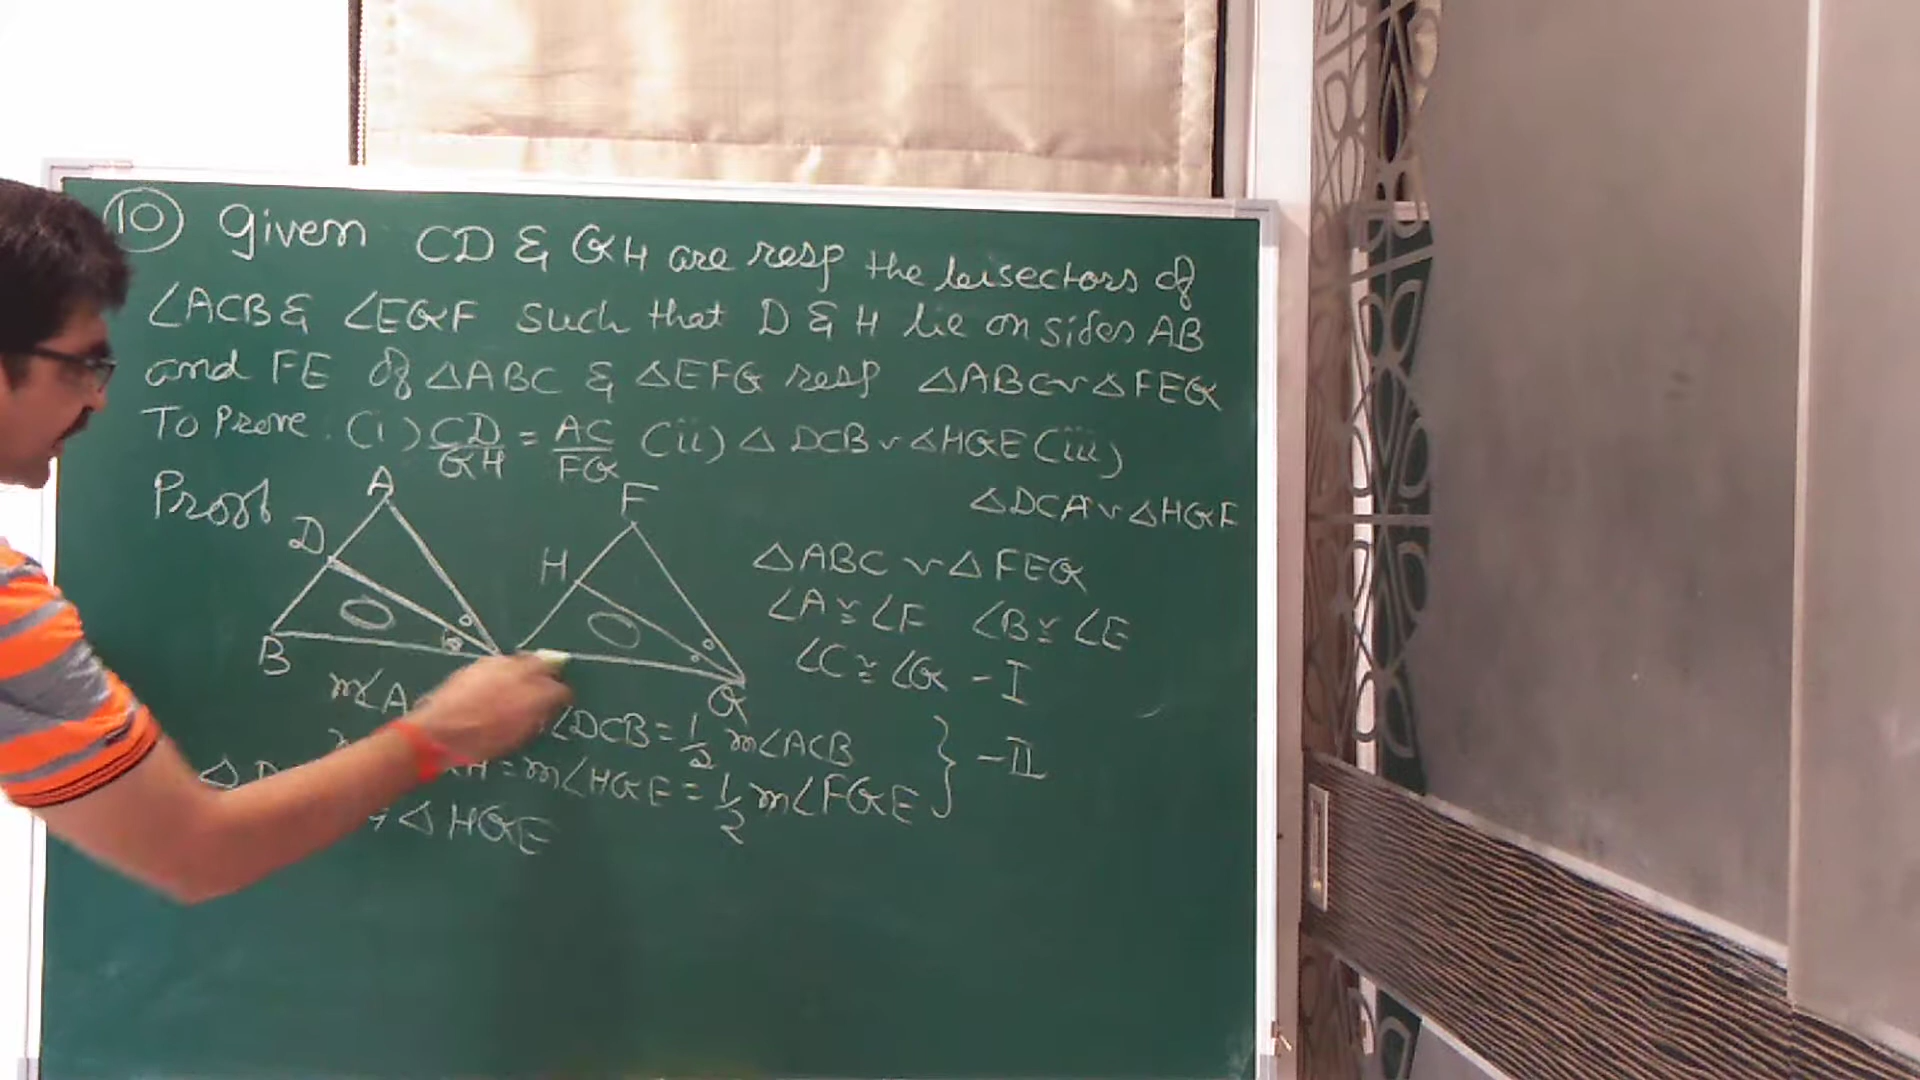 10 Given CD & GH are resp the bisectors of
∠ACB & ∠EGF such that D & H lie on sides AB
and FE of △ABC & △EFG resp △ABC ~ △FEG
To Prove. (i) CD/GH = AC/FG (ii) △DCB ~ △HGE (iii)
△DCA ~ △HGF
Proof
A
F
D
H
B
G
△ABC ~ △FEG
∠A ≅ ∠F ∠B ≅ ∠E
∠C ≅ ∠G - I
m∠A ∠DCB = 1/2 m∠ACB
= m∠HGE = 1/2 m∠FGE } - II
△
△HGE